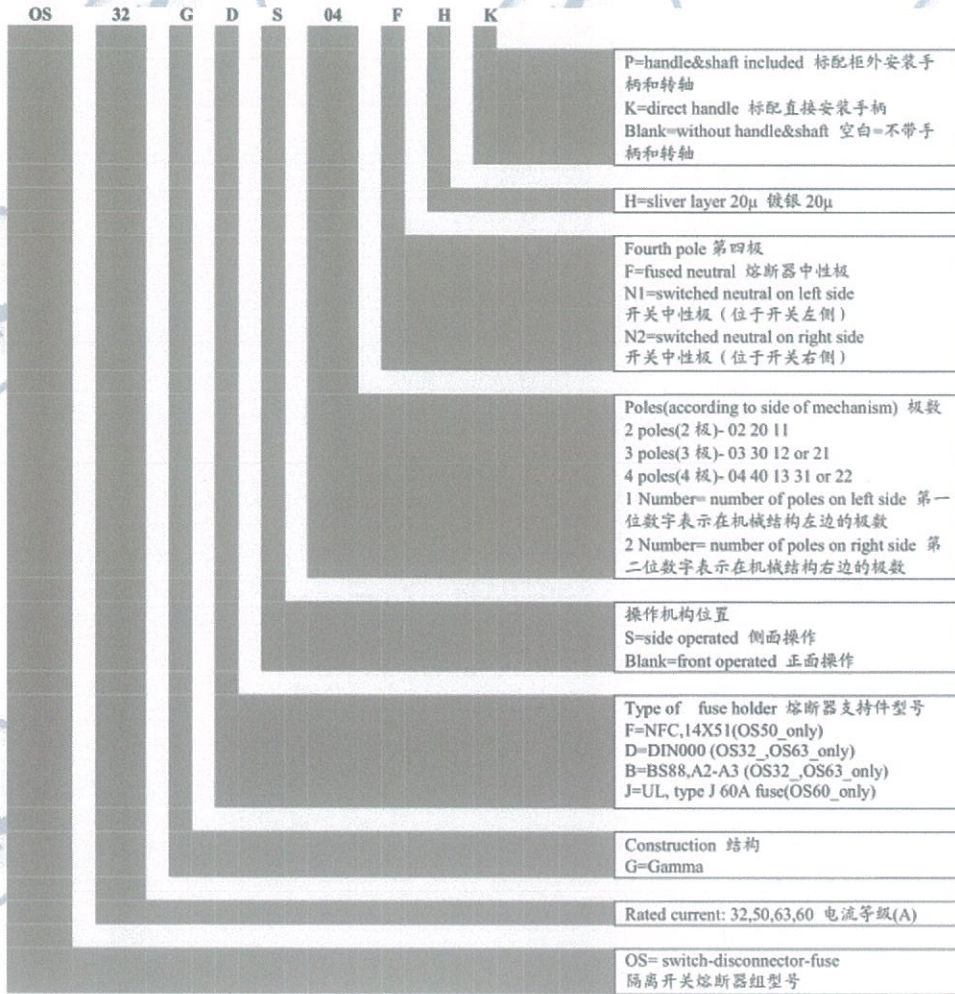 OS 32 G D S 04 F H K
P=handle&shaft included 标配柜外安装手
柄和转轴
K=direct handle 标配直接安装手柄
Blank=without handle&shaft 空白=不带手
柄和转轴
H=sliver layer 20μ 镀银 20μ
Fourth pole 第四极
F=fused neutral 熔断器中性极
N1=switched neutral on left side
开关中性极（位于开关左侧）
N2=switched neutral on right side
开关中性极（位于开关右侧）
Poles(according to side of mechanism) 极数
2 poles(2 极)- 02 20 11
3 poles(3 极)- 03 30 12 or 21
4 poles(4 极)- 04 40 13 31 or 22
1 Number= number of poles on left side 第一
位数字表示在机械结构左边的极数
2 Number= number of poles on right side 第
二位数字表示在机械结构右边的极数
操作机构位置
S=side operated 侧面操作
Blank=front operated 正面操作
Type of fuse holder 熔断器支持件型号
F=NFC,14X51(OS50_only)
D=DIN000 (OS32_,OS63_only)
B=BS88,A2-A3 (OS32_,OS63_only)
J=UL, type J 60A fuse(OS60_only)
Construction 结构
G=Gamma
Rated current: 32,50,63,60 电流等级(A)
OS= switch-disconnector-fuse
隔离开关熔断器组型号